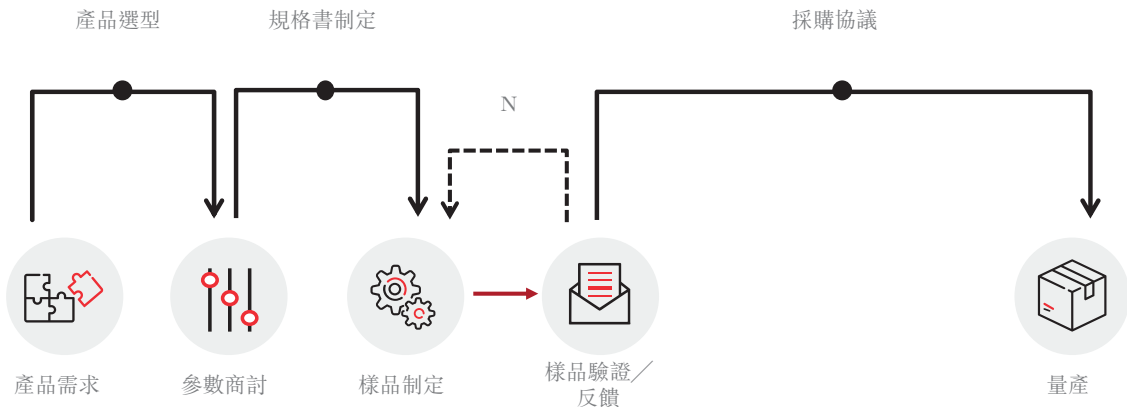 產品選型
規格書制定
採購協議
N
產品需求
參數商討
樣品制定
樣品驗證／
反饋
量產